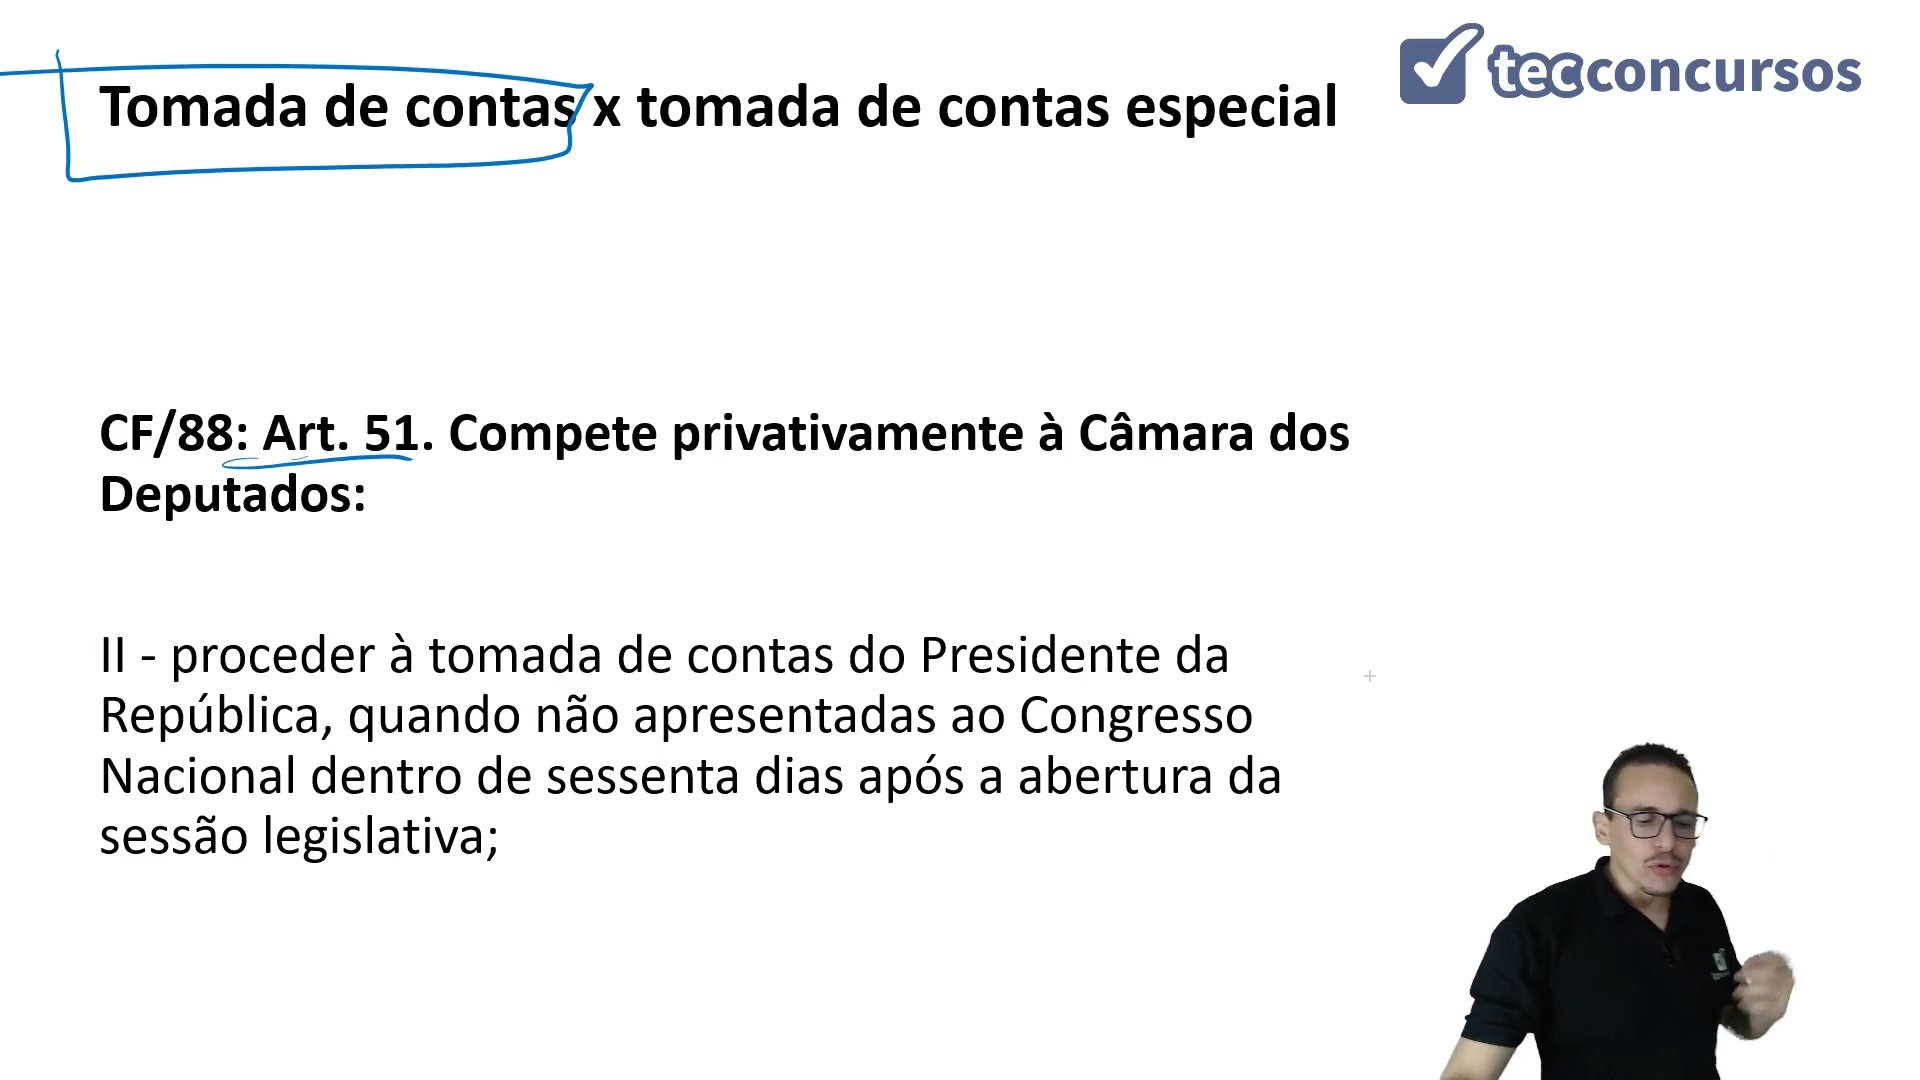 tecconcursos
Tomada de contas x tomada de contas especial
CF/88: Art. 51. Compete privativamente à Câmara dos
Deputados:
II - proceder à tomada de contas do Presidente da
República, quando não apresentadas ao Congresso
Nacional dentro de sessenta dias após a abertura da
sessão legislativa;